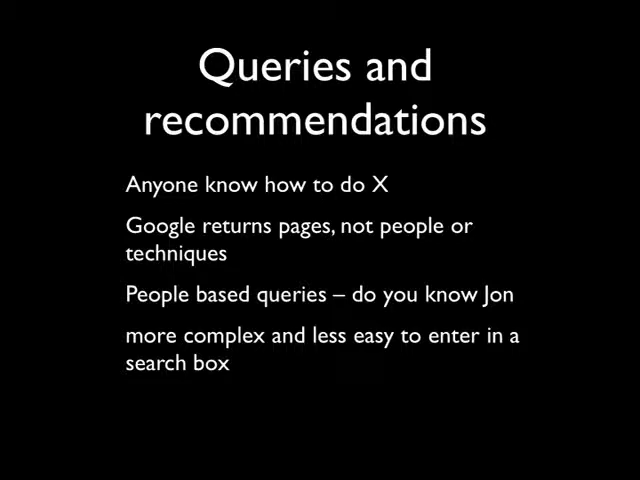 Queries and
recommendations
Anyone know how to do X
Google returns pages, not people or
techniques
People based queries – do you know Jon
more complex and less easy to enter in a
search box